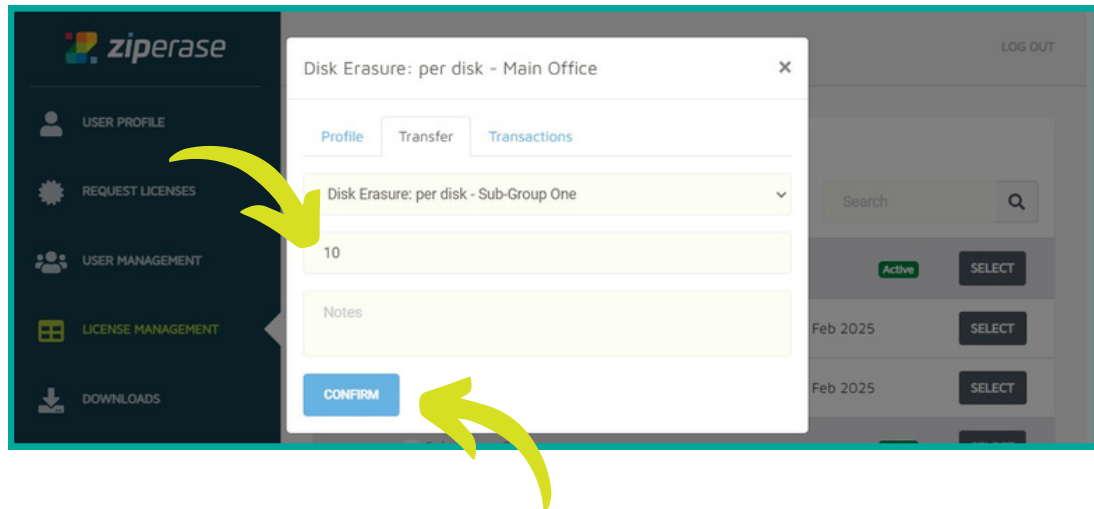 ziperase
LOG OUT
Disk Erasure: per disk - Main Office ×
USER PROFILE
Profile Transfer Transactions
REQUEST LICENSES
Disk Erasure: per disk - Sub-Group One
Search
10
USER MANAGEMENT
Active SELECT
Notes
LICENSE MANAGEMENT
Feb 2025 SELECT
CONFIRM
DOWNLOADS
Feb 2025 SELECT